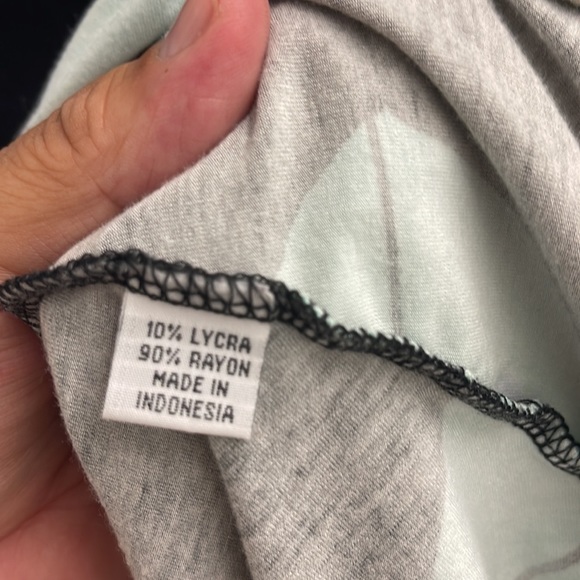 10% LYCRA
90% RAYON
MADE IN
INDONESIA